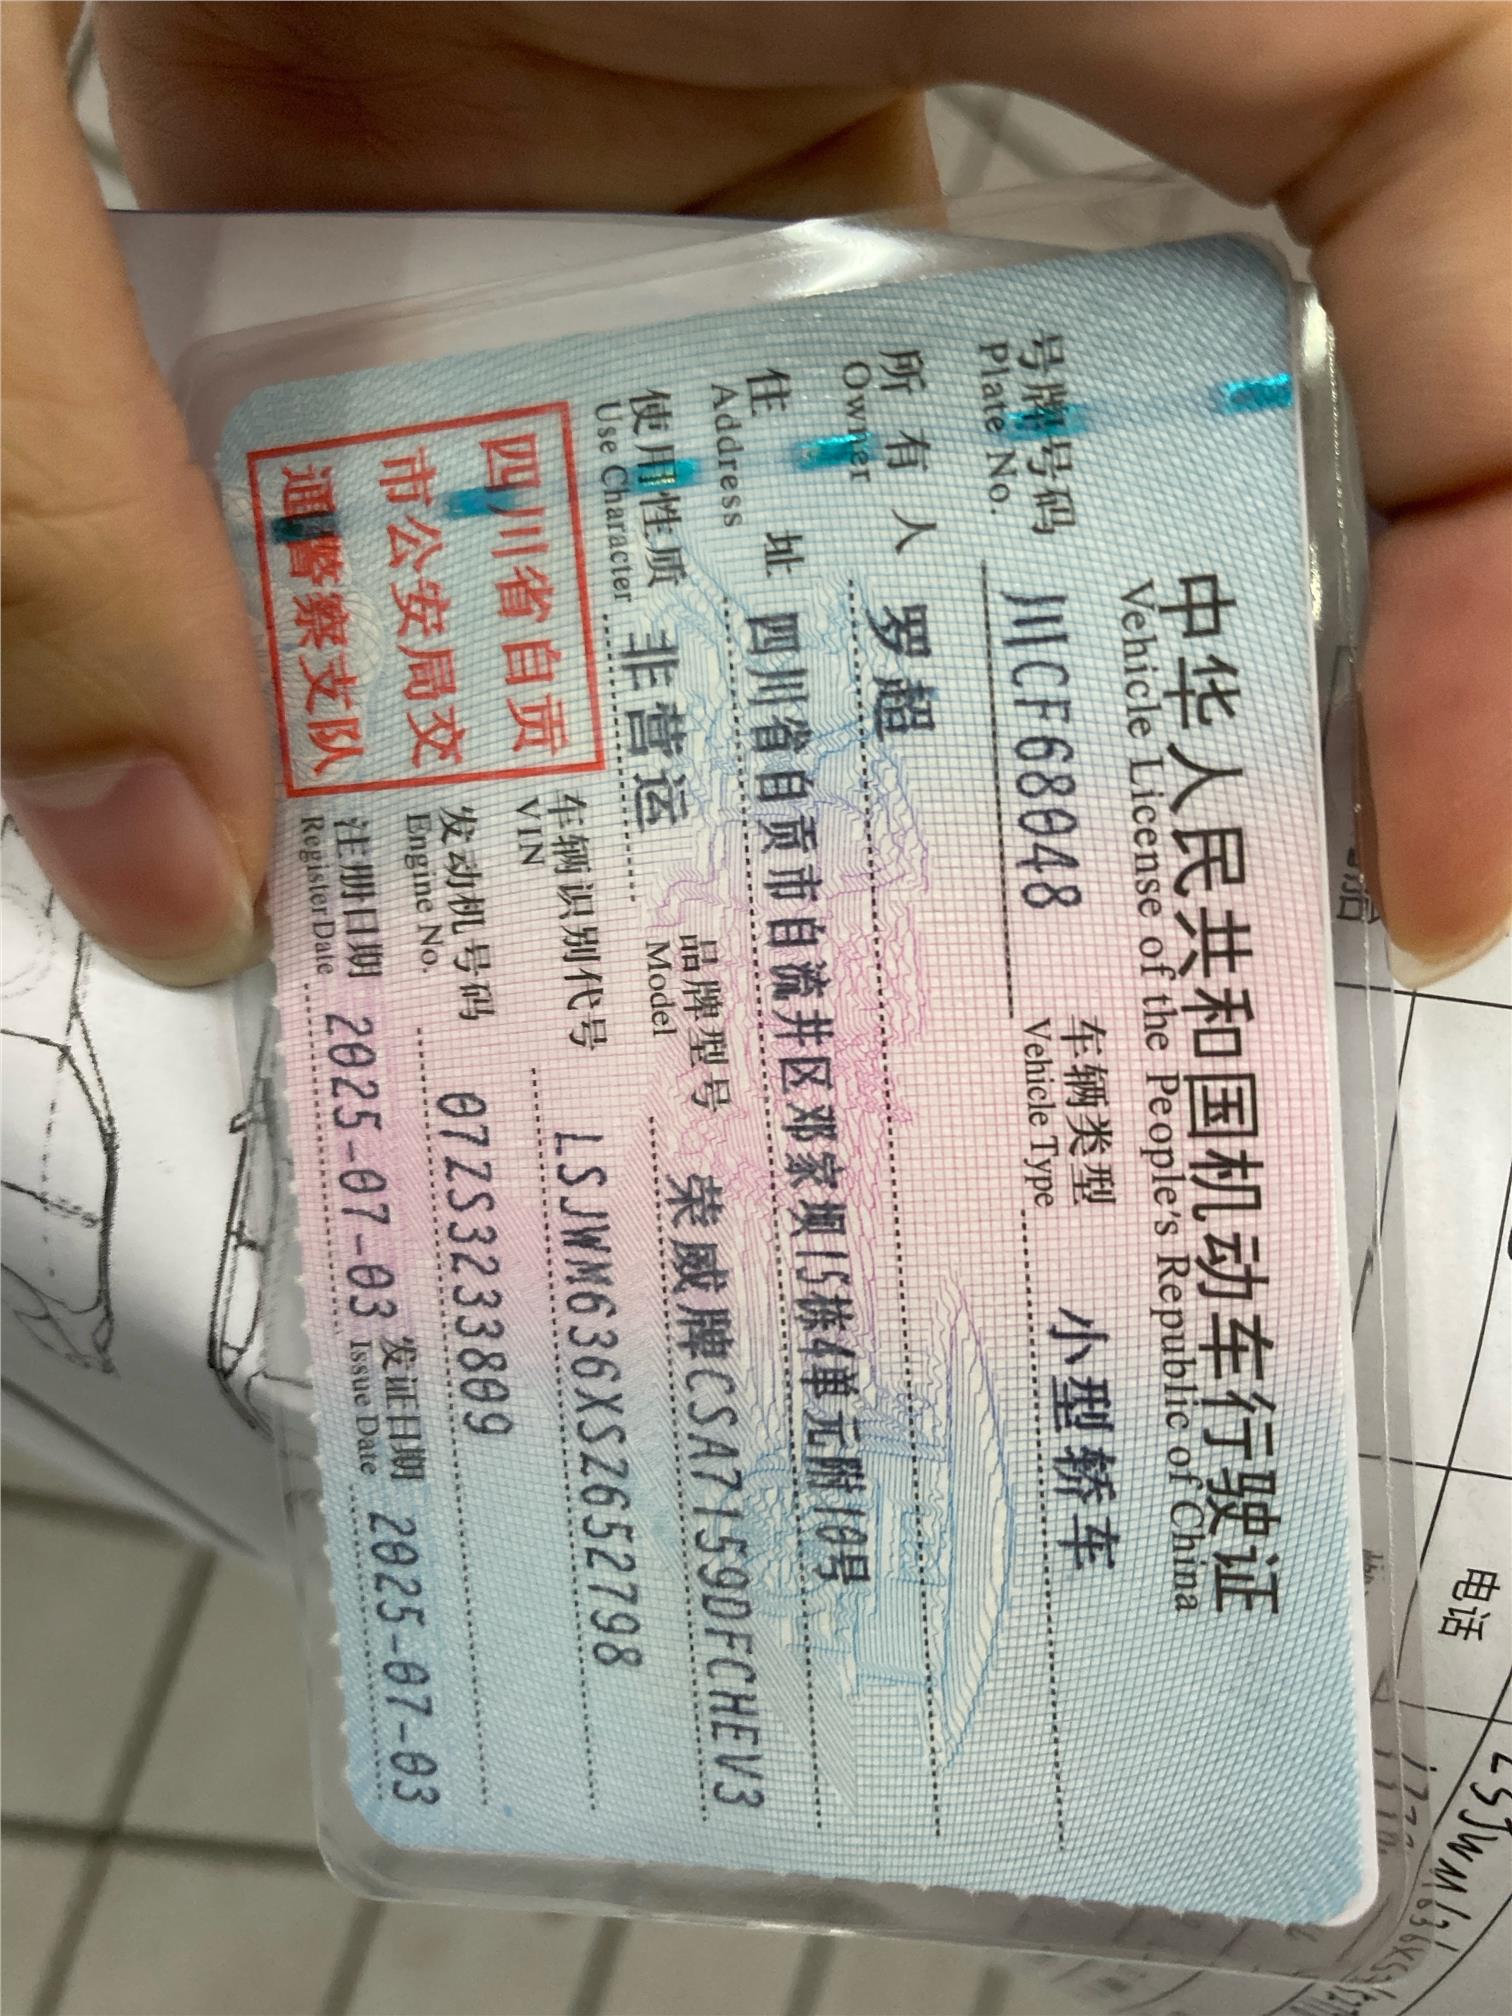 中华人民共和国机动车行驶证
Vehicle License of the People's Republic of China
号牌号码 川CF68048 车辆类型 小型轿车
Plate No. Vehicle Type
所有人 罗超
Owner
住址 四川省自贡市自流井区邓家坝15栋4单元附10号
Address
使用性质 非营运 品牌型号 荣威牌CSA7159DFCHEV3
Use Character Model
车辆识别代号 LSJWM636XS2652798
VIN
发动机号码 07ZS3233809
Engine No.
注册日期 2025-07-03 发证日期 2025-07-03
Register Date Issue Date
四川省自贡
市公安局交
通警察支队
电话